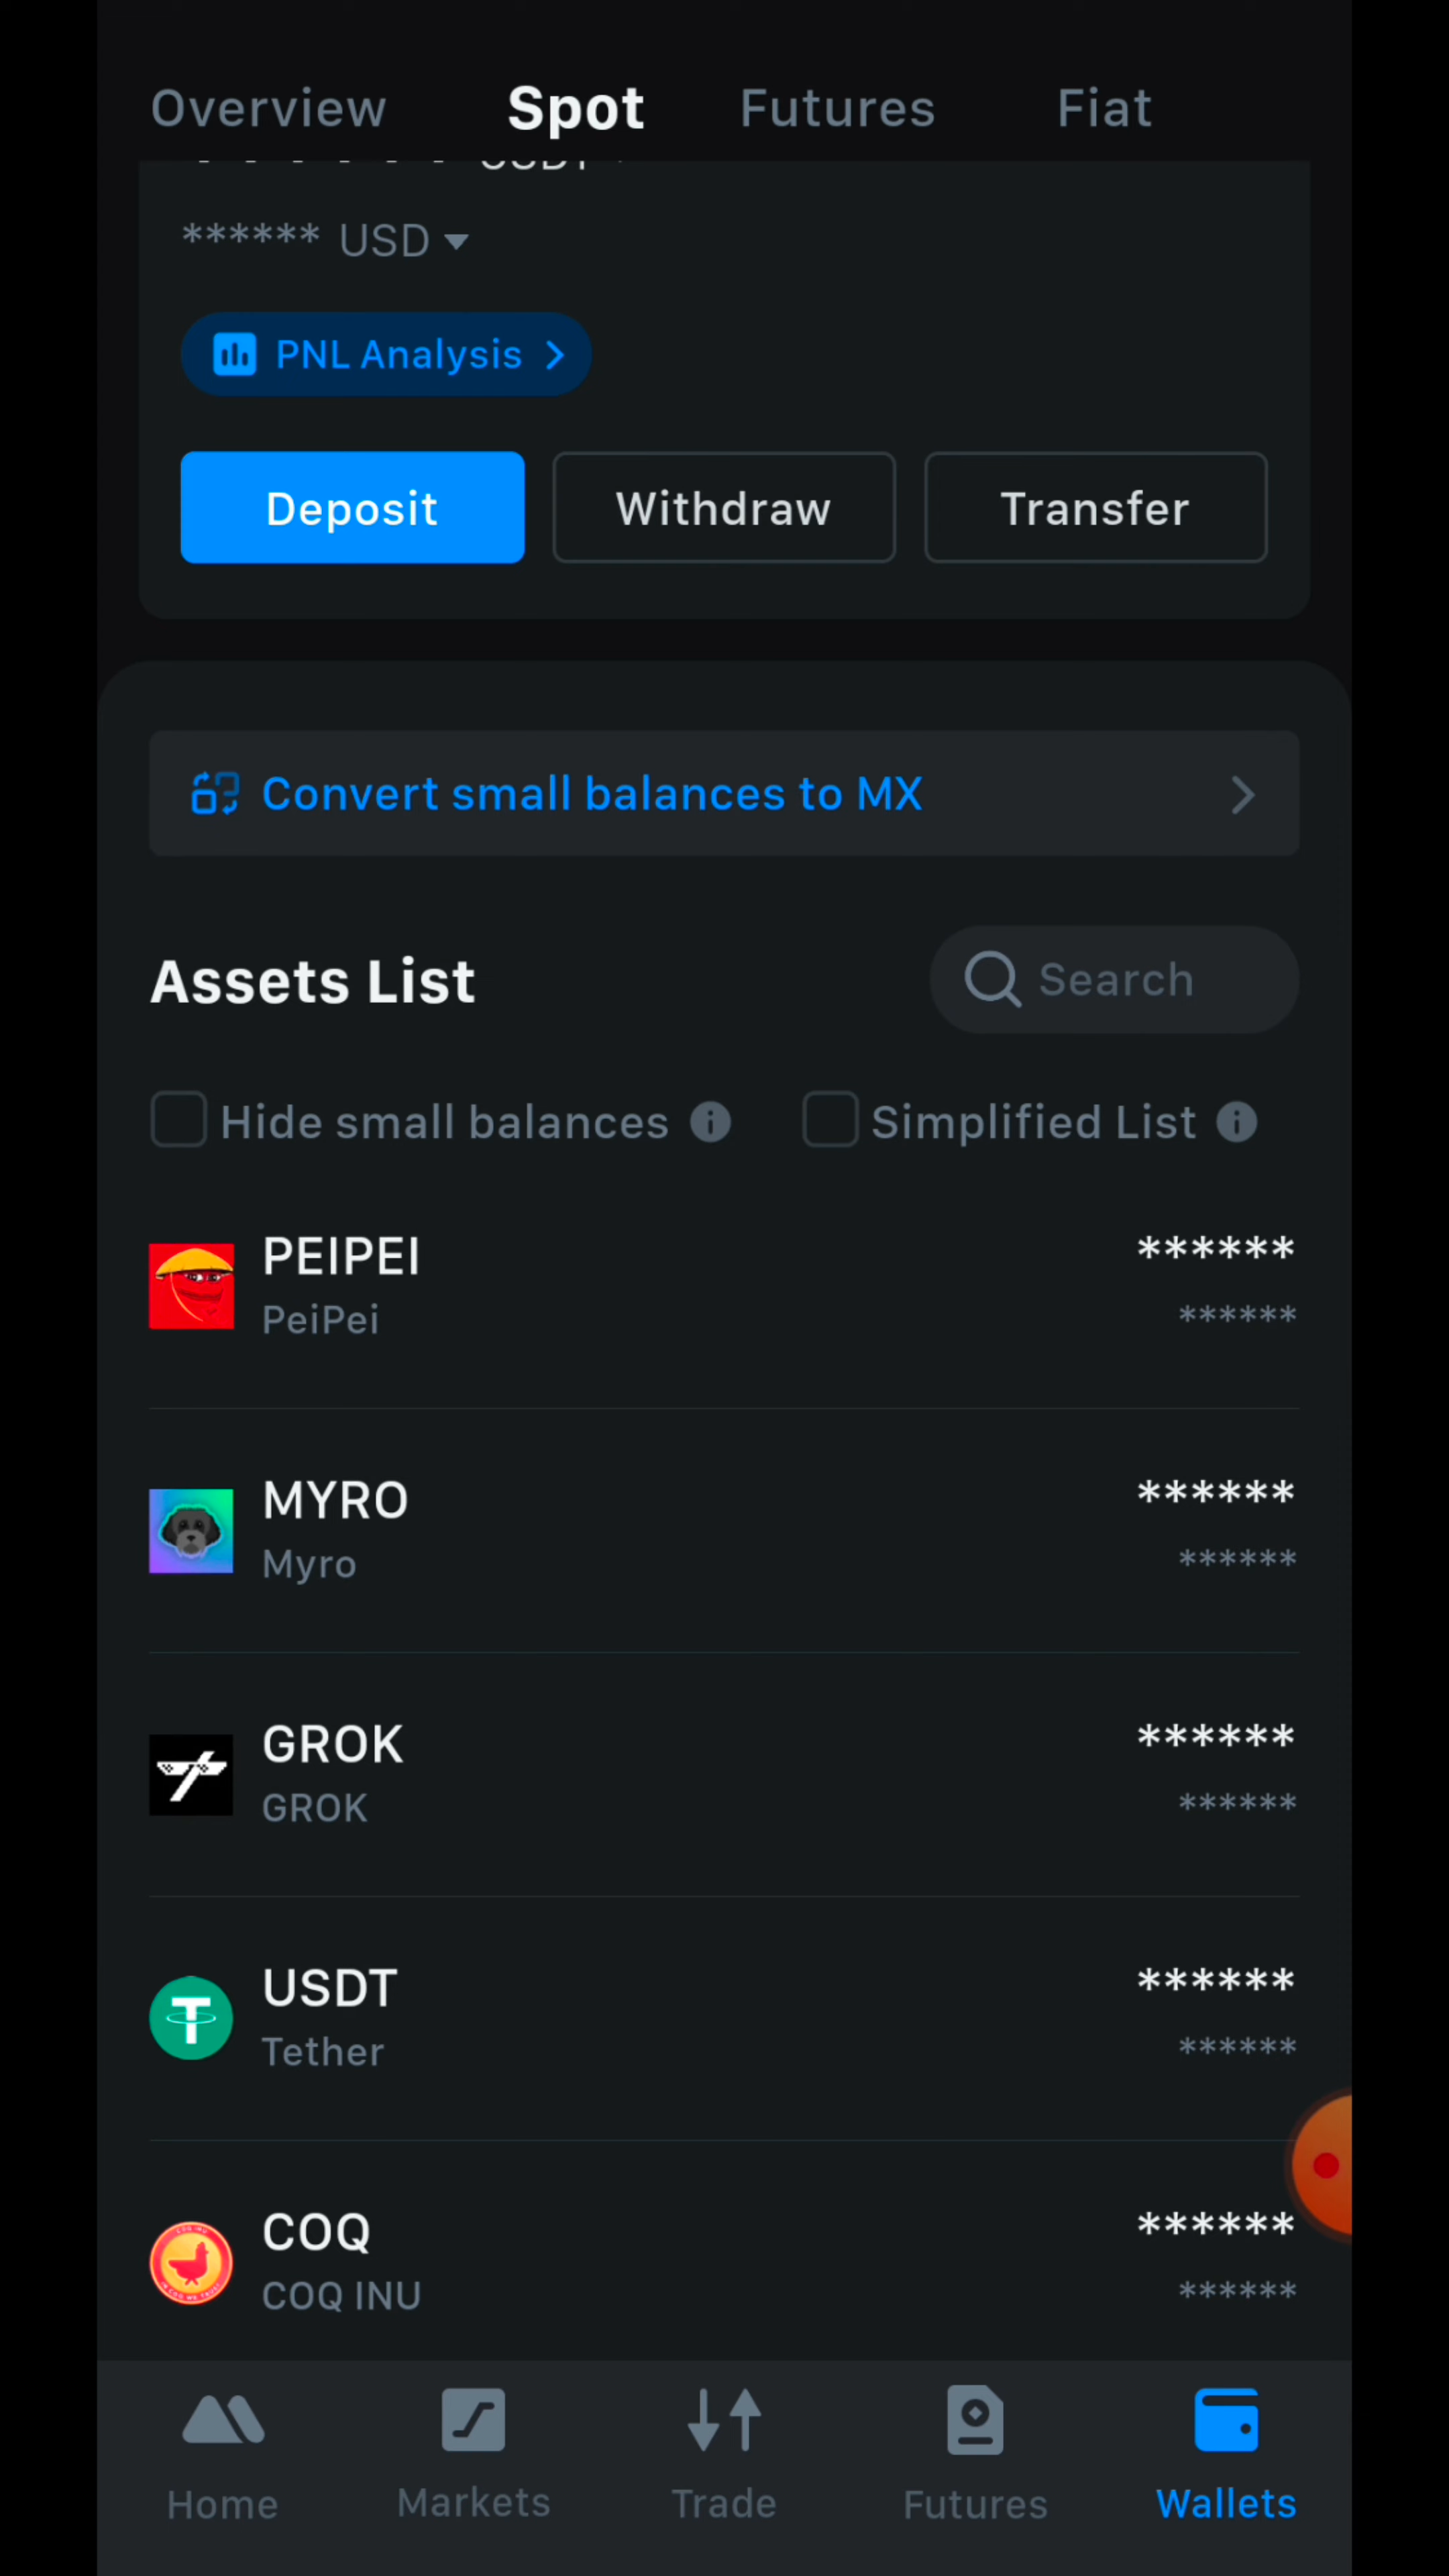 Overview Spot Futures Fiat
****** USD
PNL Analysis
Deposit Withdraw Transfer
Convert small balances to MX
Assets List Search
Hide small balances Simplified List
PEIPEI ******
PeiPei ******
MYRO ******
Myro ******
GROK ******
GROK ******
USDT ******
Tether ******
COQ ******
COQ INU ******
Home Markets Trade Futures Wallets